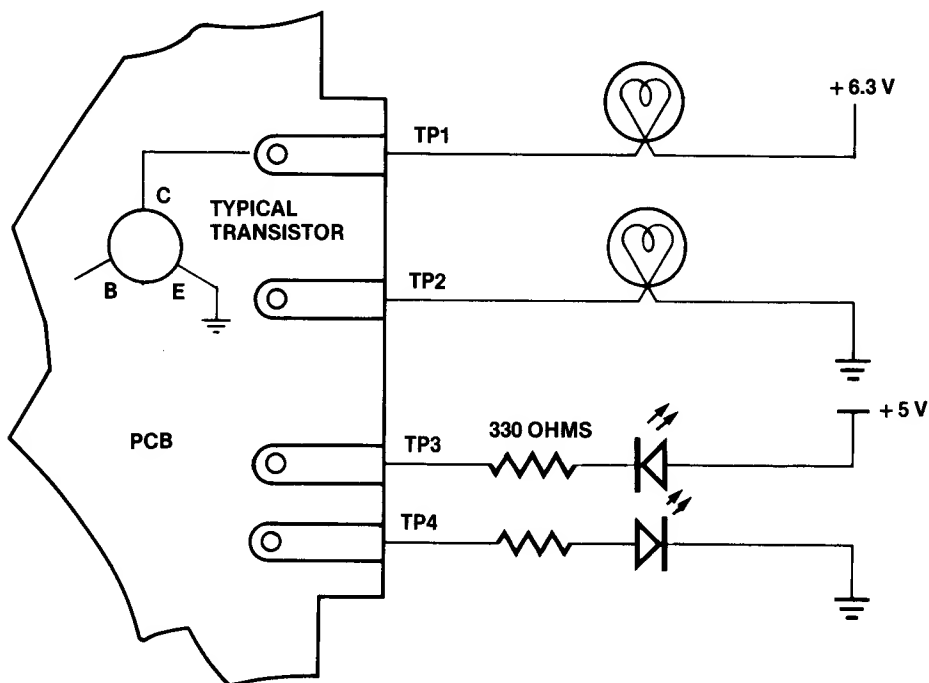 TP1
+ 6.3 V
C
TYPICAL
TRANSISTOR
B
E
TP2
+ 5 V
PCB
TP3
330 OHMS
TP4